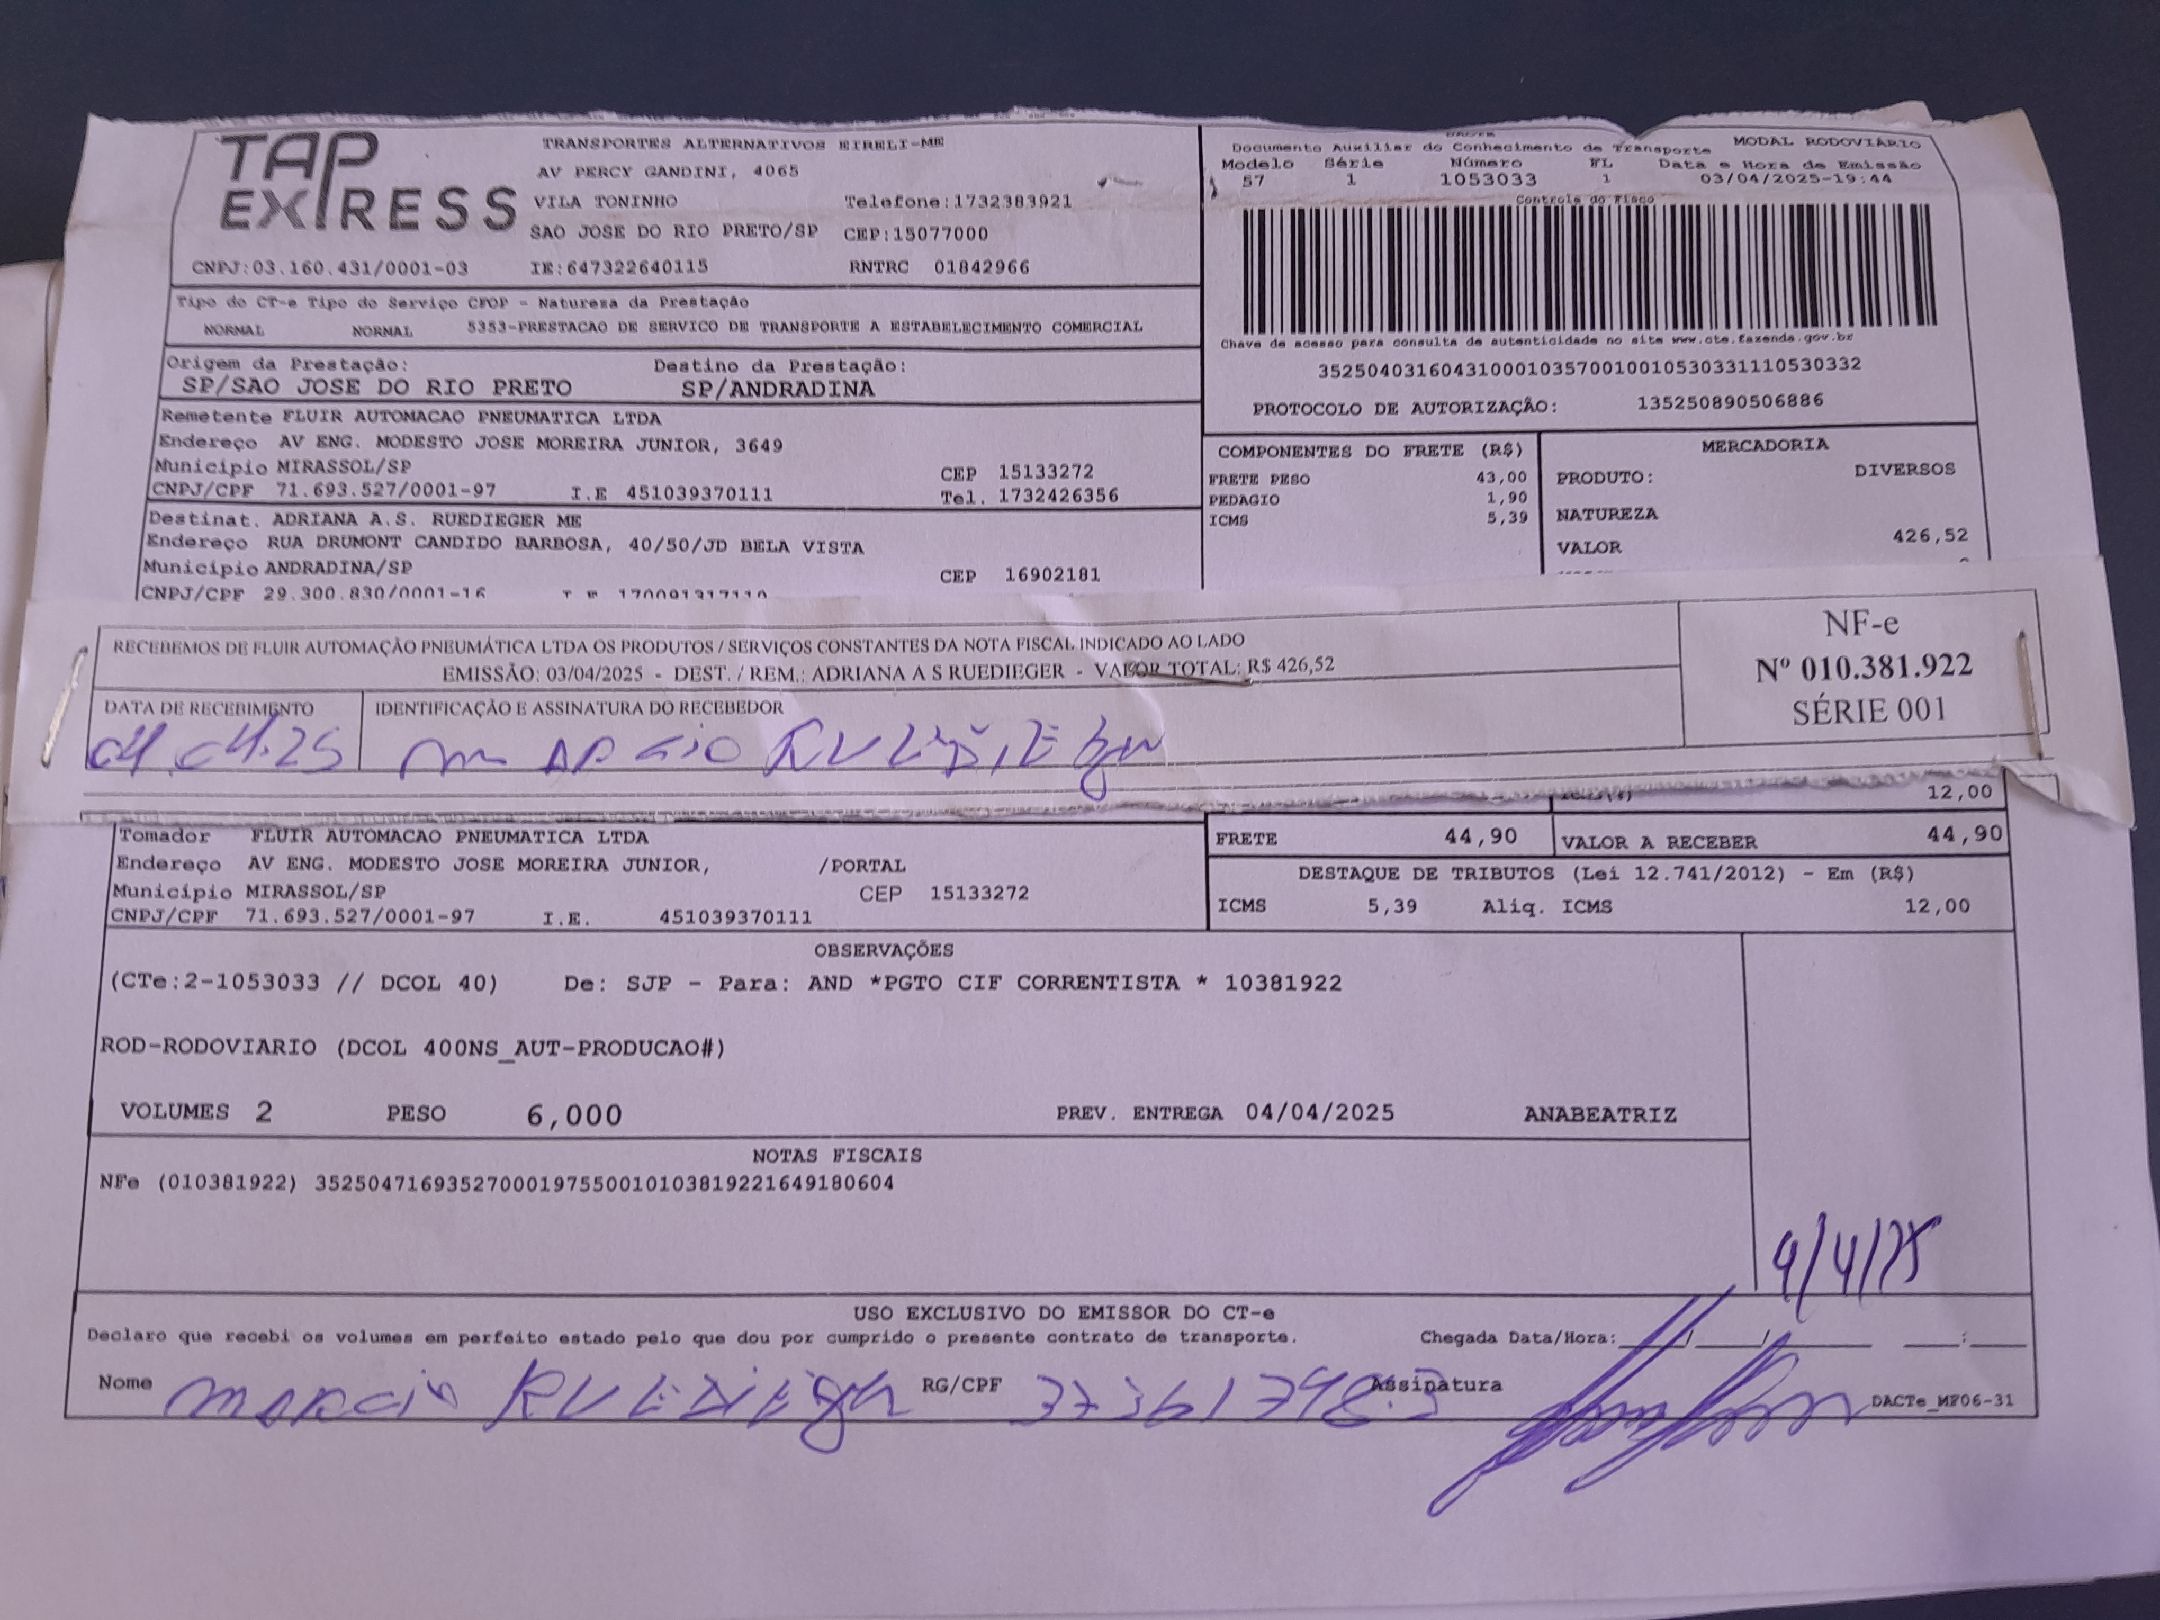 TAP EXPRESS
TRANSPORTES ALTERNATIVOS EIRELI-ME
AV PERCY GANDINI, 4065
VILA TONINHO Telefone:1732383921
SAO JOSE DO RIO PRETO/SP CEP:15077000
CNPJ:03.160.431/0001-03 IE:647322640115 RNTRC 01842966
Documento Auxiliar do Conhecimento de Transporte MODAL RODOVIÁRIO
Modelo Série Número FL Data e Hora de Emissão
57 1 1053033 1 03/04/2025-19:44
Controle do Fisco
Chave de acesso para consulta de autenticidade no site www.cte.fazenda.gov.br
35250403160431000103570010010530331110530332
PROTOCOLO DE AUTORIZAÇÃO: 135250890506886
Tipo do CT-e Tipo do Serviço CFOP - Natureza da Prestação
NORMAL NORMAL 5353-PRESTACAO DE SERVICO DE TRANSPORTE A ESTABELECIMENTO COMERCIAL
Origem da Prestação: Destino da Prestação:
SP/SAO JOSE DO RIO PRETO SP/ANDRADINA
Remetente FLUIR AUTOMACAO PNEUMATICA LTDA
Endereço AV ENG. MODESTO JOSE MOREIRA JUNIOR, 3649
Município MIRASSOL/SP CEP 15133272
CNPJ/CPF 71.693.527/0001-97 I.E 451039370111 Tel. 1732426356
Destinat. ADRIANA A.S. RUEDIEGER ME
Endereço RUA DRUMONT CANDIDO BARBOSA, 40/50/JD BELA VISTA
Município ANDRADINA/SP CEP 16902181
CNPJ/CPF 29.300.830/0001-16 I.E 170091317110
COMPONENTES DO FRETE (R$)
FRETE PESO 43,00
PEDAGIO 1,90
ICMS 5,39
MERCADORIA
PRODUTO: DIVERSOS
NATUREZA
VALOR 426,52
RECEBEMOS DE FLUIR AUTOMAÇÃO PNEUMÁTICA LTDA OS PRODUTOS / SERVIÇOS CONSTANTES DA NOTA FISCAL INDICADO AO LADO
EMISSÃO: 03/04/2025 - DEST. / REM.: ADRIANA A S RUEDIEGER - VALOR TOTAL: R$ 426,52
NF-e
Nº 010.381.922
SÉRIE 001
DATA DE RECEBIMENTO IDENTIFICAÇÃO E ASSINATURA DO RECEBEDOR
04.04.25 MARCIO RUEDIEGER
12,00
Tomador FLUIR AUTOMACAO PNEUMATICA LTDA
Endereço AV ENG. MODESTO JOSE MOREIRA JUNIOR, /PORTAL
Município MIRASSOL/SP CEP 15133272
CNPJ/CPF 71.693.527/0001-97 I.E. 451039370111
FRETE 44,90 VALOR A RECEBER 44,90
DESTAQUE DE TRIBUTOS (Lei 12.741/2012) - Em (R$)
ICMS 5,39 Aliq. ICMS 12,00
OBSERVAÇÕES
(CTe:2-1053033 // DCOL 40) De: SJP - Para: AND *PGTO CIF CORRENTISTA * 10381922
ROD-RODOVIARIO (DCOL 400NS_AUT-PRODUCAO#)
VOLUMES 2 PESO 6,000 PREV. ENTREGA 04/04/2025 ANABEATRIZ
NOTAS FISCAIS
NFe (010381922) 35250471693527000197550010103819221649180604
4/4/25
USO EXCLUSIVO DO EMISSOR DO CT-e
Declaro que recebi os volumes em perfeito estado pelo que dou por cumprido o presente contrato de transporte. Chegada Data/Hora:___/___/___ ___:___
Nome MARCIO RUEDIEGER RG/CPF Assinatura
DACTe_MF06-31